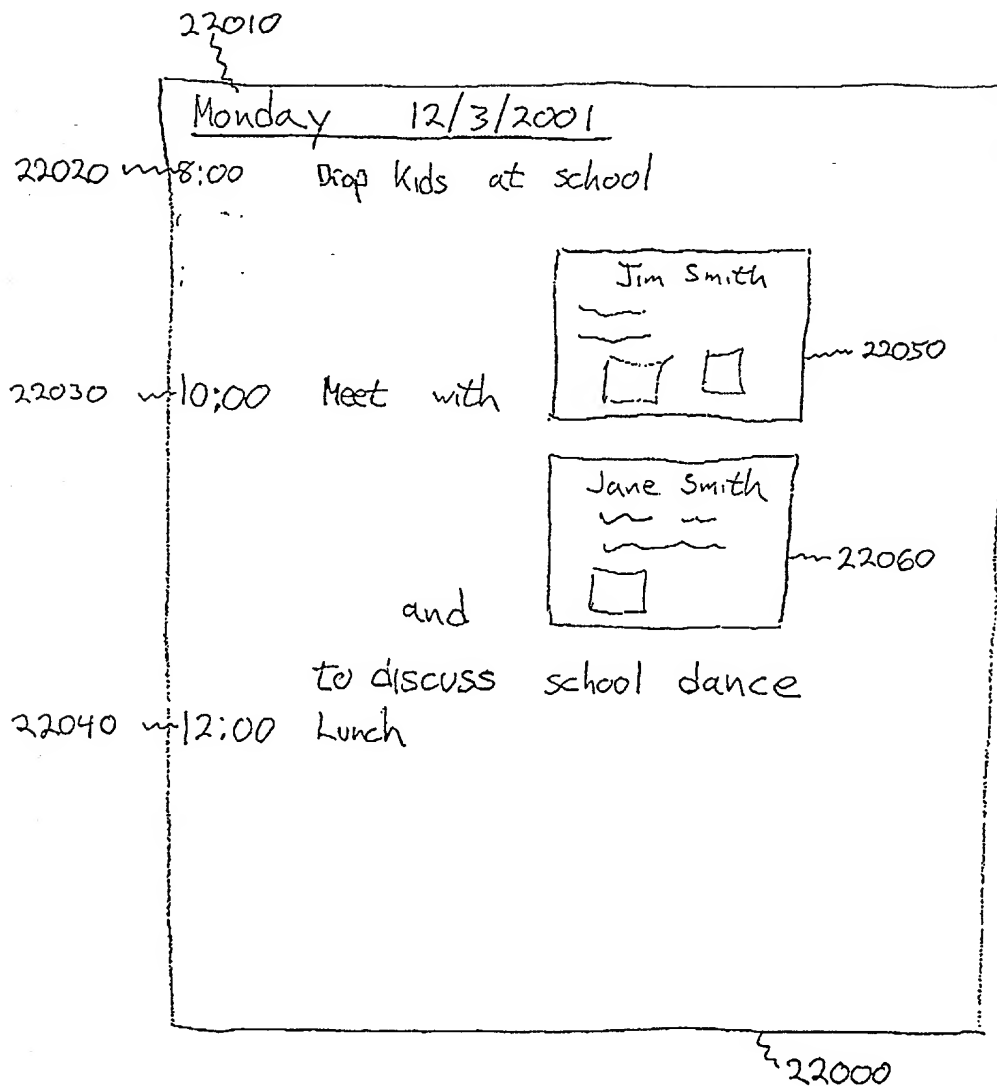 22010
Monday 12/3/2001
22020 8:00 Drop Kids at school
Jim Smith
22050
22030 10:00 Meet with
Jane Smith
22060
and
to discuss school dance
22040 12:00 Lunch
22000